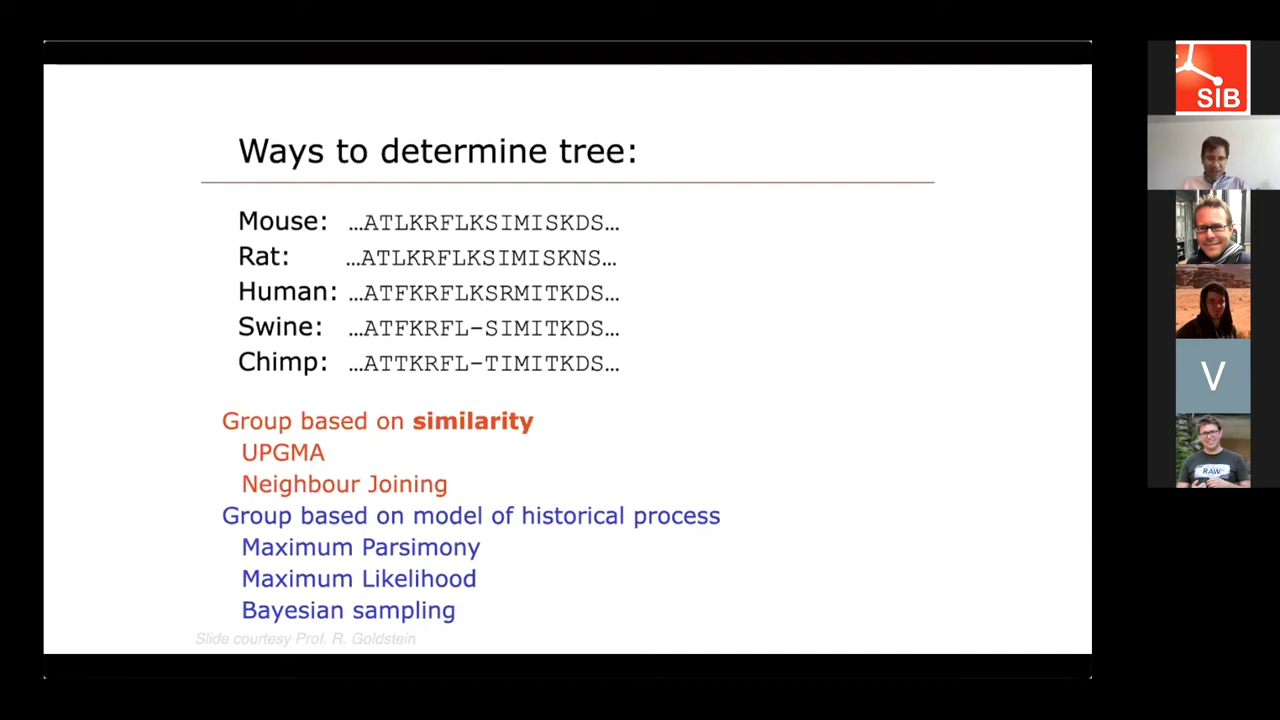 Ways to determine tree:
Mouse: …ATLKRFLKSIMISKDS…
Rat: …ATLKRFLKSIMISKNS…
Human: …ATFKRFLKSRMITKDS…
Swine: …ATFKRFL-SIMITKDS…
Chimp: …ATTKRFL-TIMITKDS…
Group based on similarity
UPGMA
Neighbour Joining
Group based on model of historical process
Maximum Parsimony
Maximum Likelihood
Bayesian sampling
Slide courtesy Prof. R. Goldstein
SIB
V
RAW